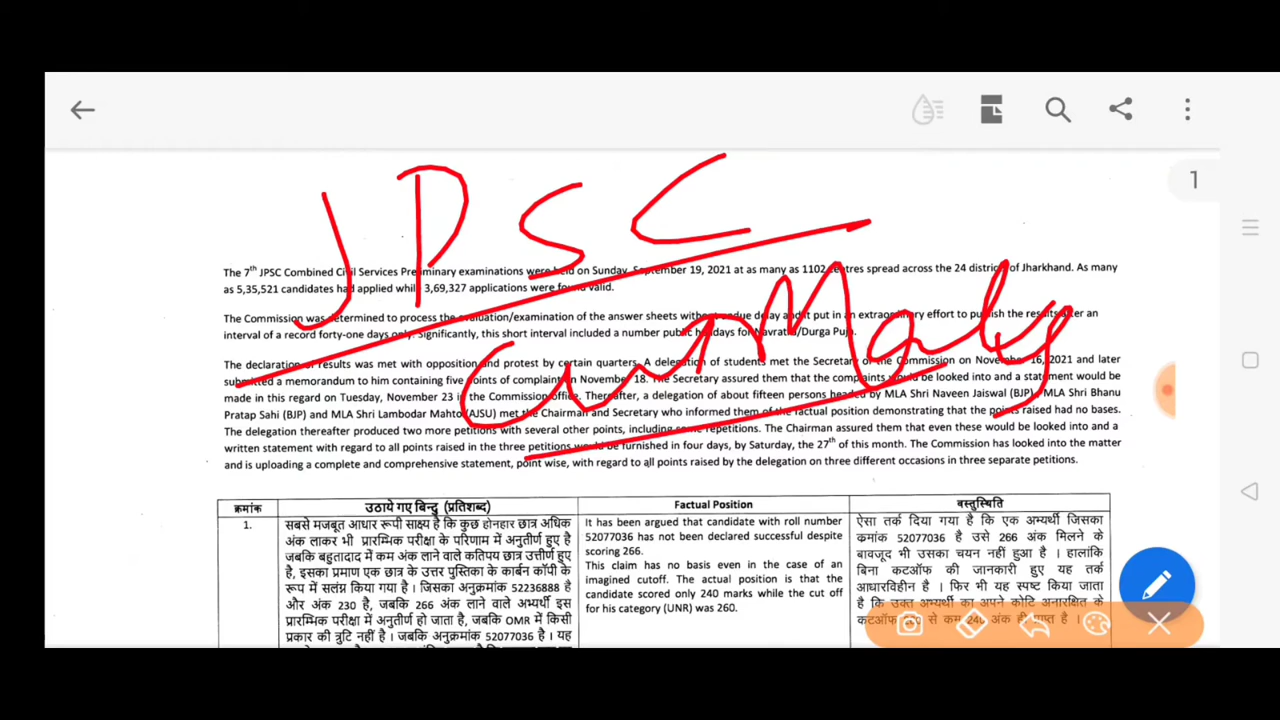 1
JPSC
The 7th JPSC Combined Civil Services Preliminary examinations were held on Sunday, September 19, 2021 at as many as 1102 centres spread across the 24 districts of Jharkhand. As many
as 5,35,521 candidates had applied while 3,69,327 applications were found valid.
The Commission was determined to process the evaluation/examination of the answer sheets without undue delay and it put in an extraordinary effort to publish the results after an
interval of a record forty-one days only. Significantly, this short interval included a number public holidays for Navratra/Durga Puja.
The declaration of results was met with opposition and protest by certain quarters. A delegation of students met the Secretary of the Commission on November 16, 2021 and later
submitted a memorandum to him containing five points of complaint on November 18. The Secretary assured them that the complaints would be looked into and a statement would be
made in this regard on Tuesday, November 23 in the Commission office. Thereafter, a delegation of about fifteen persons headed by MLA Shri Naveen Jaiswal (BJP), MLA Shri Bhanu
Pratap Sahi (BJP) and MLA Shri Lambodar Mahto (AJSU) met the Chairman and Secretary who informed them of the factual position demonstrating that the points raised had no bases.
The delegation thereafter produced two more petitions with several other points, including some repetitions. The Chairman assured them that even these would be looked into and a
written statement with regard to all points raised in the three petitions would be furnished in four days, by Saturday, the 27th of this month. The Commission has looked into the matter
and is uploading a complete and comprehensive statement, point wise, with regard to all points raised by the delegation on three different occasions in three separate petitions.
क्रमांक उठाये गए बिन्दु (प्रतिशब्द) Factual Position वस्तुस्थिति
1.
सबसे मजबूत आधार रूपी साक्ष्य है कि कुछ होनहार छात्र अधिक
अंक लाकर भी प्रारम्भिक परीक्षा के परिणाम में अनुतीर्ण हुए है
जबकि बहुतादाद में कम अंक लाने वाले कतिपय छात्र उत्तीर्ण हुए
है, इसका प्रमाण एक छात्र के उत्तर पुस्तिका के कार्बन कॉपी के
रूप में सलंग्न किया गया है । जिसका अनुक्रमांक 52236888 है
और अंक 230 है, जबकि 266 अंक लाने वाले अभ्यर्थी इस
प्रारम्भिक परीक्षा में अनुतीर्ण हो जाता है, जबकि OMR में किसी
प्रकार की त्रुटि नहीं है । जबकि अनुक्रमांक 52077036 है । यह
It has been argued that candidate with roll number
52077036 has not been declared successful despite
scoring 266.
This claim has no basis even in the case of an
imagined cutoff. The actual position is that the
candidate scored only 240 marks while the cut off
for his category (UNR) was 260.
ऐसा तर्क दिया गया है कि एक अभ्यर्थी जिसका
क्रमांक 52077036 है उसे 266 अंक मिलने के
बावजूद भी उसका चयन नहीं हुआ है । हालांकि
बिना कटऑफ की जानकारी हुए यह तर्क
आधारविहीन है । फिर भी यह स्पष्ट किया जाता
है कि उक्त अभ्यर्थी का अपने कोटि अनारक्षित के
कटऑफ से कम 240 अंक ही प्राप्त है ।